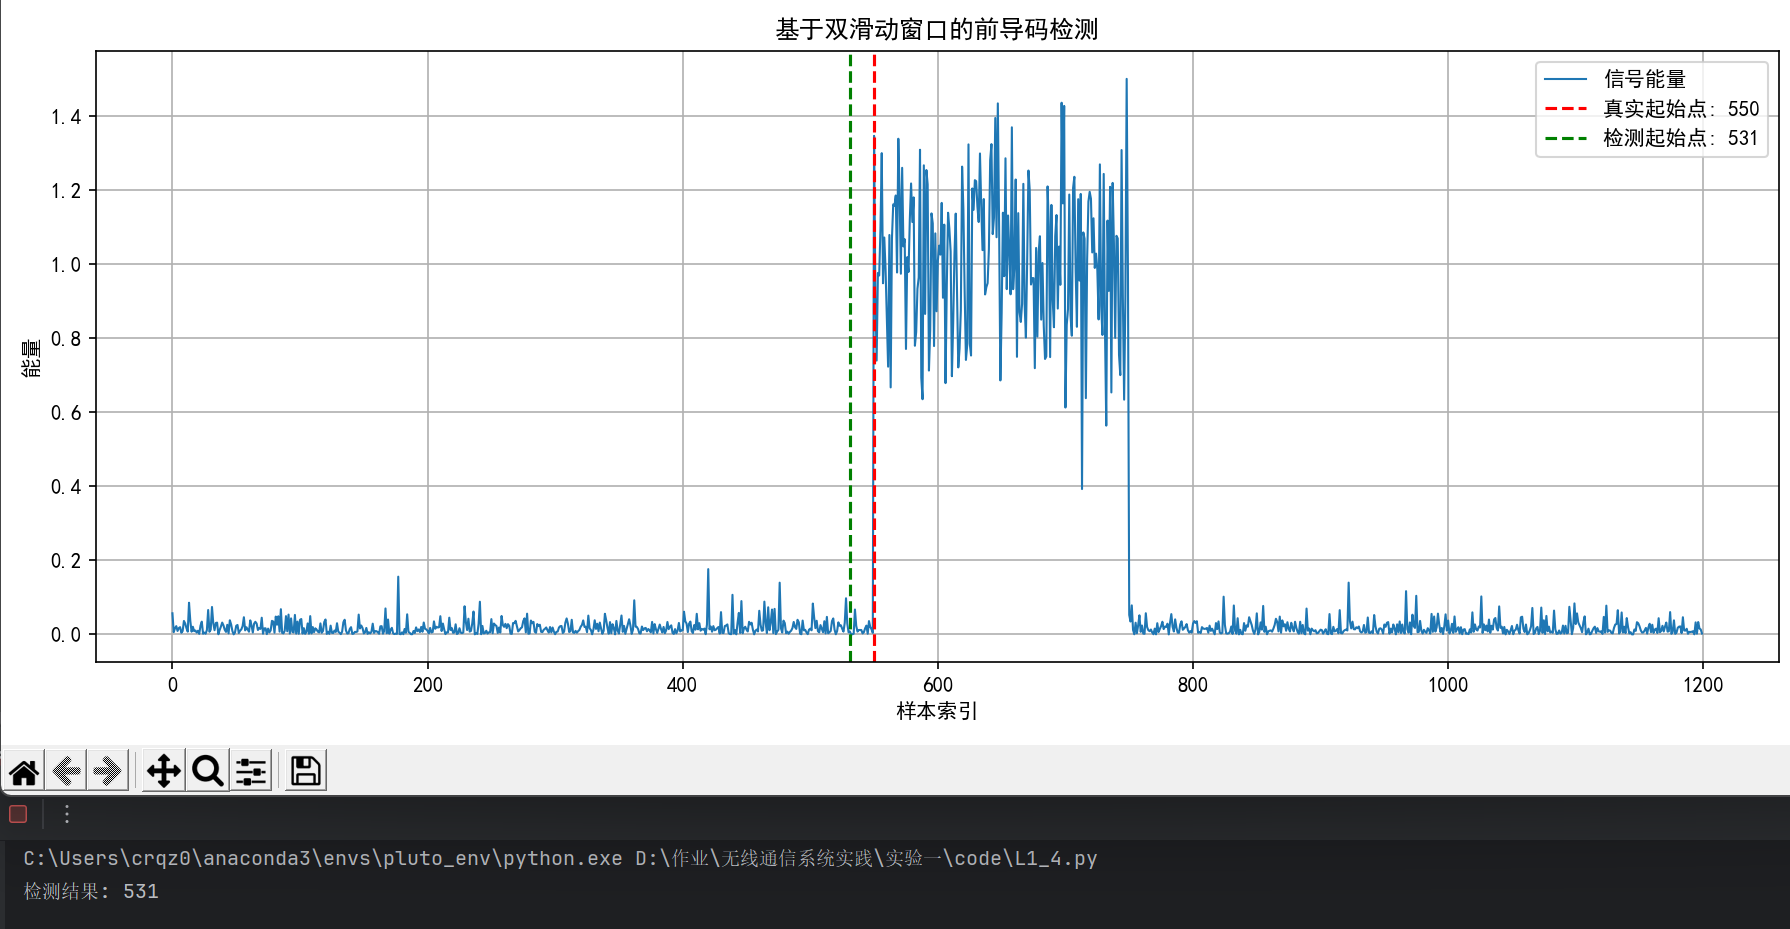 基于双滑动窗口的前导码检测
信号能量
真实起始点: 550
检测起始点: 531
能量
1.4
1.2
1.0
0.8
0.6
0.4
0.2
0.0
0 200 400 600 800 1000 1200
样本索引
C:\Users\crqz0\anaconda3\envs\pluto_env\python.exe D:\作业\无线通信系统实践\实验一\code\L1_4.py
检测结果: 531